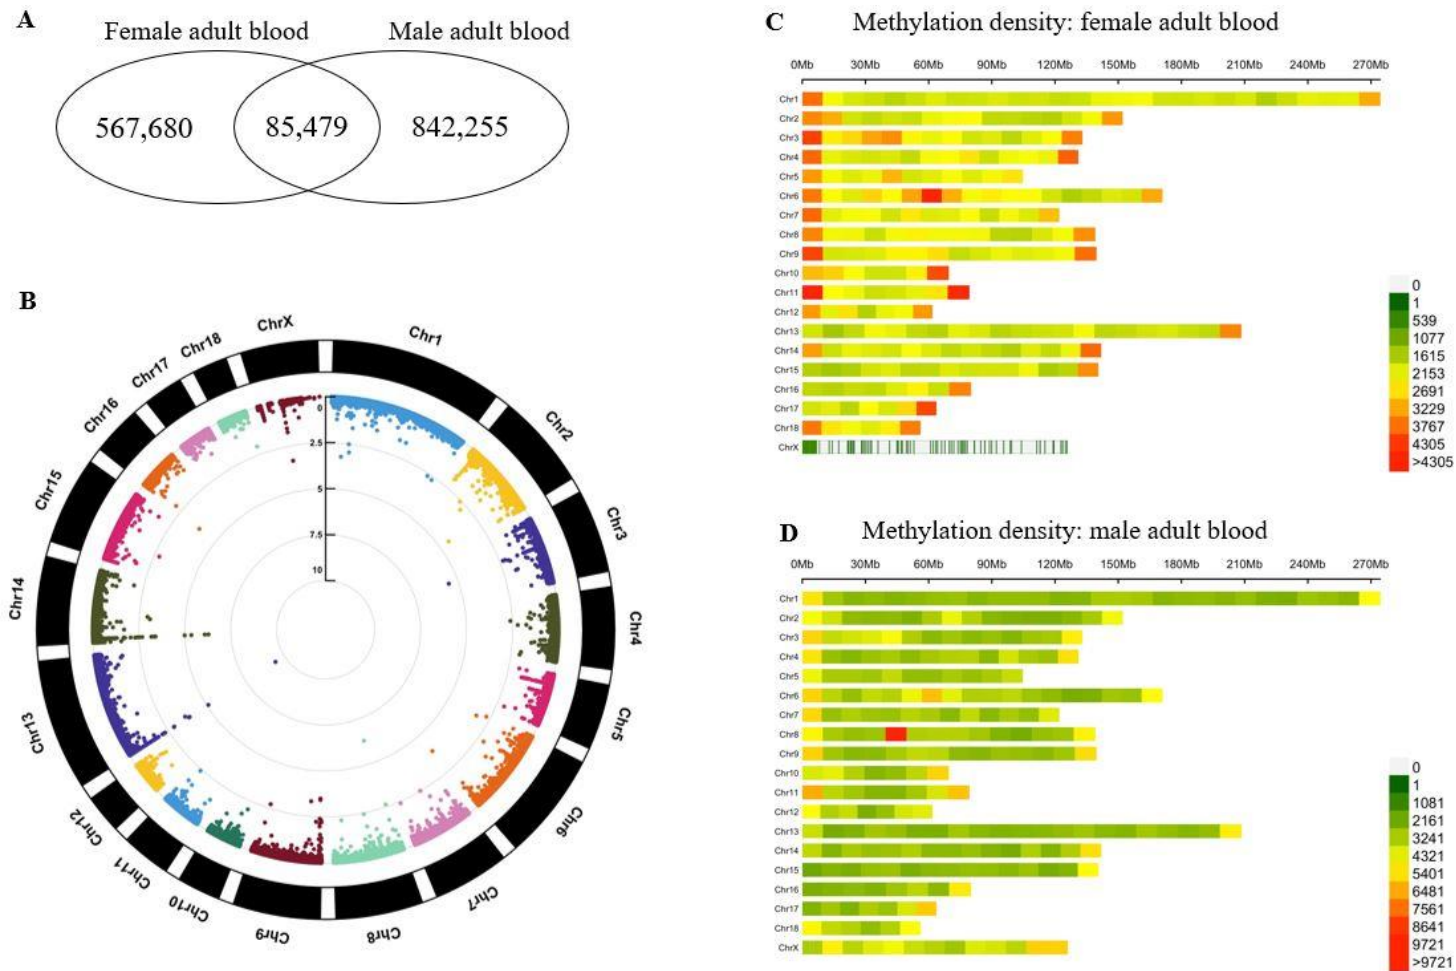 A
Female adult blood Male adult blood
567,680 85,479 842,255
B
Chr1
Chr2
Chr3
Chr4
Chr5
Chr6
Chr7
Chr8
Chr9
Chr10
Chr11
Chr12
Chr13
Chr14
Chr15
Chr16
Chr17
Chr18
ChrX
0
2.5
5
7.5
10
C
Methylation density: female adult blood
0Mb 30Mb 60Mb 90Mb 120Mb 150Mb 180Mb 210Mb 240Mb 270Mb
Chr1
Chr2
Chr3
Chr4
Chr5
Chr6
Chr7
Chr8
Chr9
Chr10
Chr11
Chr12
Chr13
Chr14
Chr15
Chr16
Chr17
Chr18
ChrX
0
1
539
1077
1615
2153
2691
3229
3767
4305
>4305
D
Methylation density: male adult blood
0Mb 30Mb 60Mb 90Mb 120Mb 150Mb 180Mb 210Mb 240Mb 270Mb
Chr1
Chr2
Chr3
Chr4
Chr5
Chr6
Chr7
Chr8
Chr9
Chr10
Chr11
Chr12
Chr13
Chr14
Chr15
Chr16
Chr17
Chr18
ChrX
0
1
1081
2161
3241
4321
5401
6481
7561
8641
9721
>9721